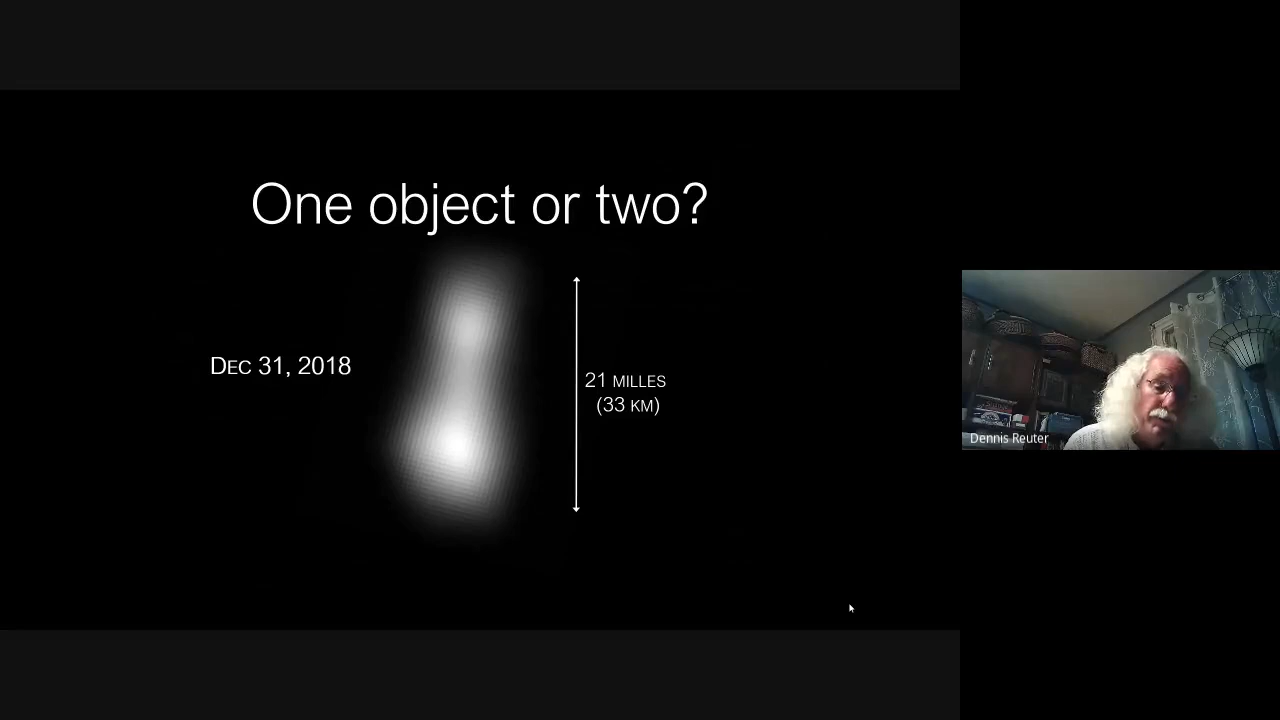 One object or two?
DEC 31, 2018
21 MILLES
(33 KM)
Dennis Reuter